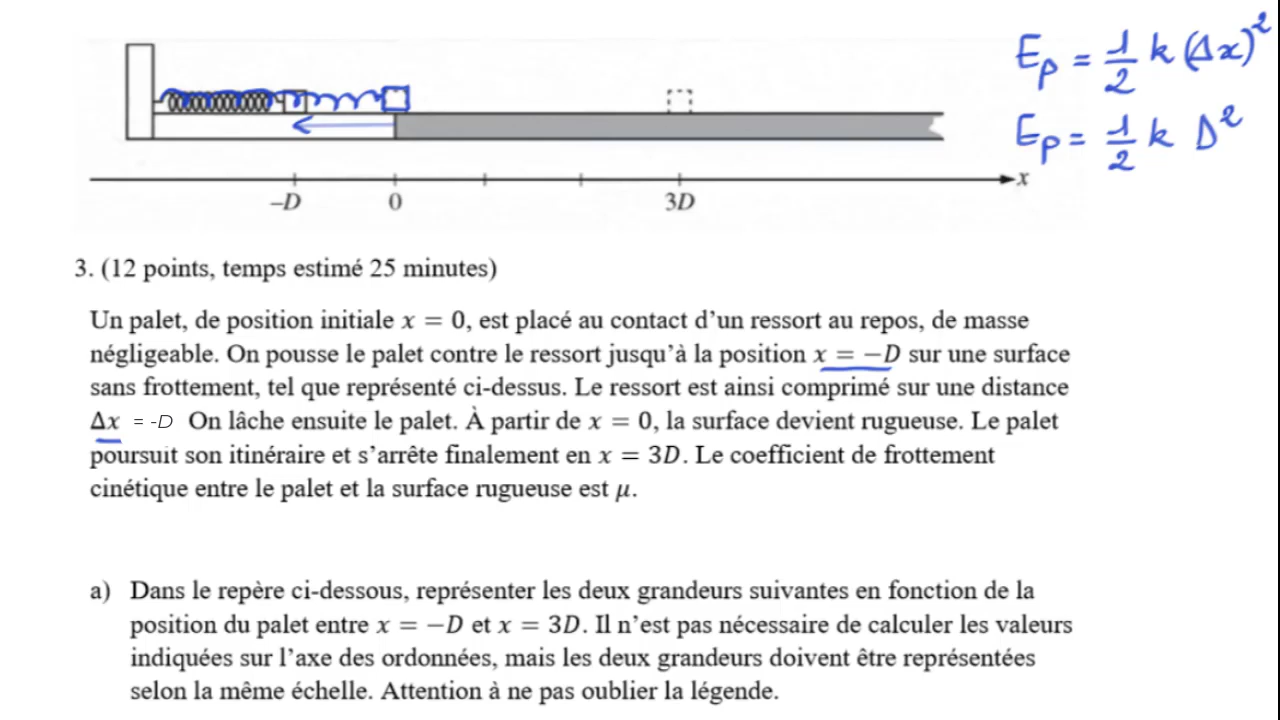 E_p = 1/2 k (Δx)²
E_p = 1/2 k D²
x
–D 0 3D
3. (12 points, temps estimé 25 minutes)
Un palet, de position initiale x = 0, est placé au contact d’un ressort au repos, de masse
négligeable. On pousse le palet contre le ressort jusqu’à la position x = −D sur une surface
sans frottement, tel que représenté ci-dessus. Le ressort est ainsi comprimé sur une distance
Δx = -D On lâche ensuite le palet. À partir de x = 0, la surface devient rugueuse. Le palet
poursuit son itinéraire et s’arrête finalement en x = 3D. Le coefficient de frottement
cinétique entre le palet et la surface rugueuse est μ.
a) Dans le repère ci-dessous, représenter les deux grandeurs suivantes en fonction de la
position du palet entre x = −D et x = 3D. Il n’est pas nécessaire de calculer les valeurs
indiquées sur l’axe des ordonnées, mais les deux grandeurs doivent être représentées
selon la même échelle. Attention à ne pas oublier la légende.